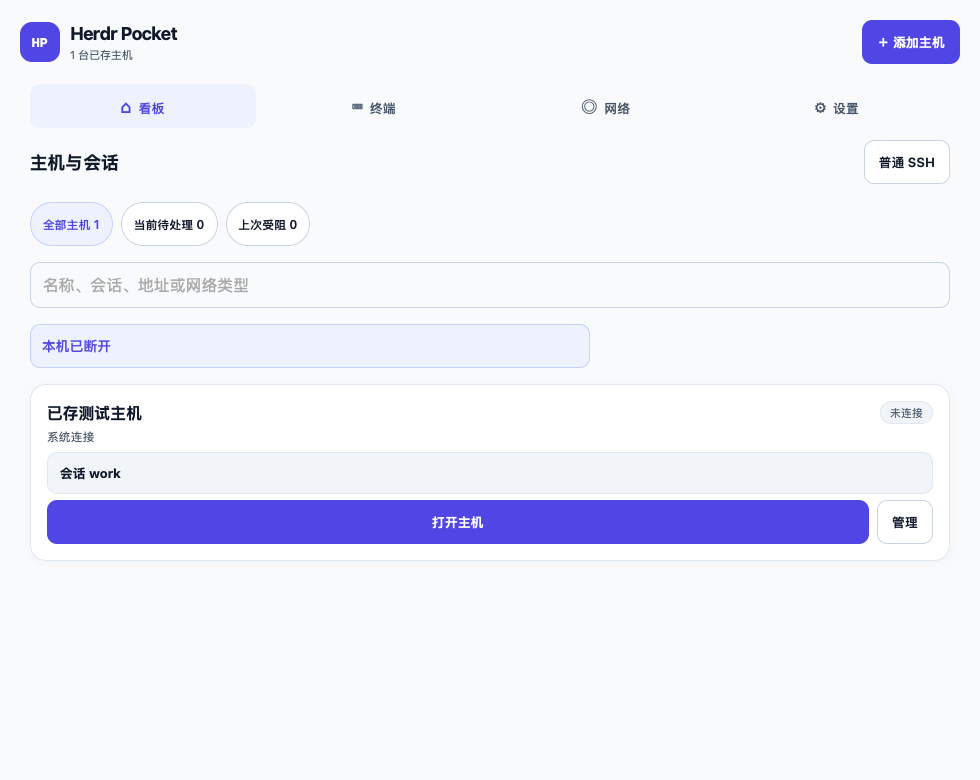 HP
Herdr Pocket
1 台已存主机
+ 添加主机
看板
终端
网络
设置
主机与会话
普通 SSH
全部主机 1
当前待处理 0
上次受阻 0
名称、会话、地址或网络类型
本机已断开
已存测试主机
未连接
系统连接
会话 work
打开主机
管理